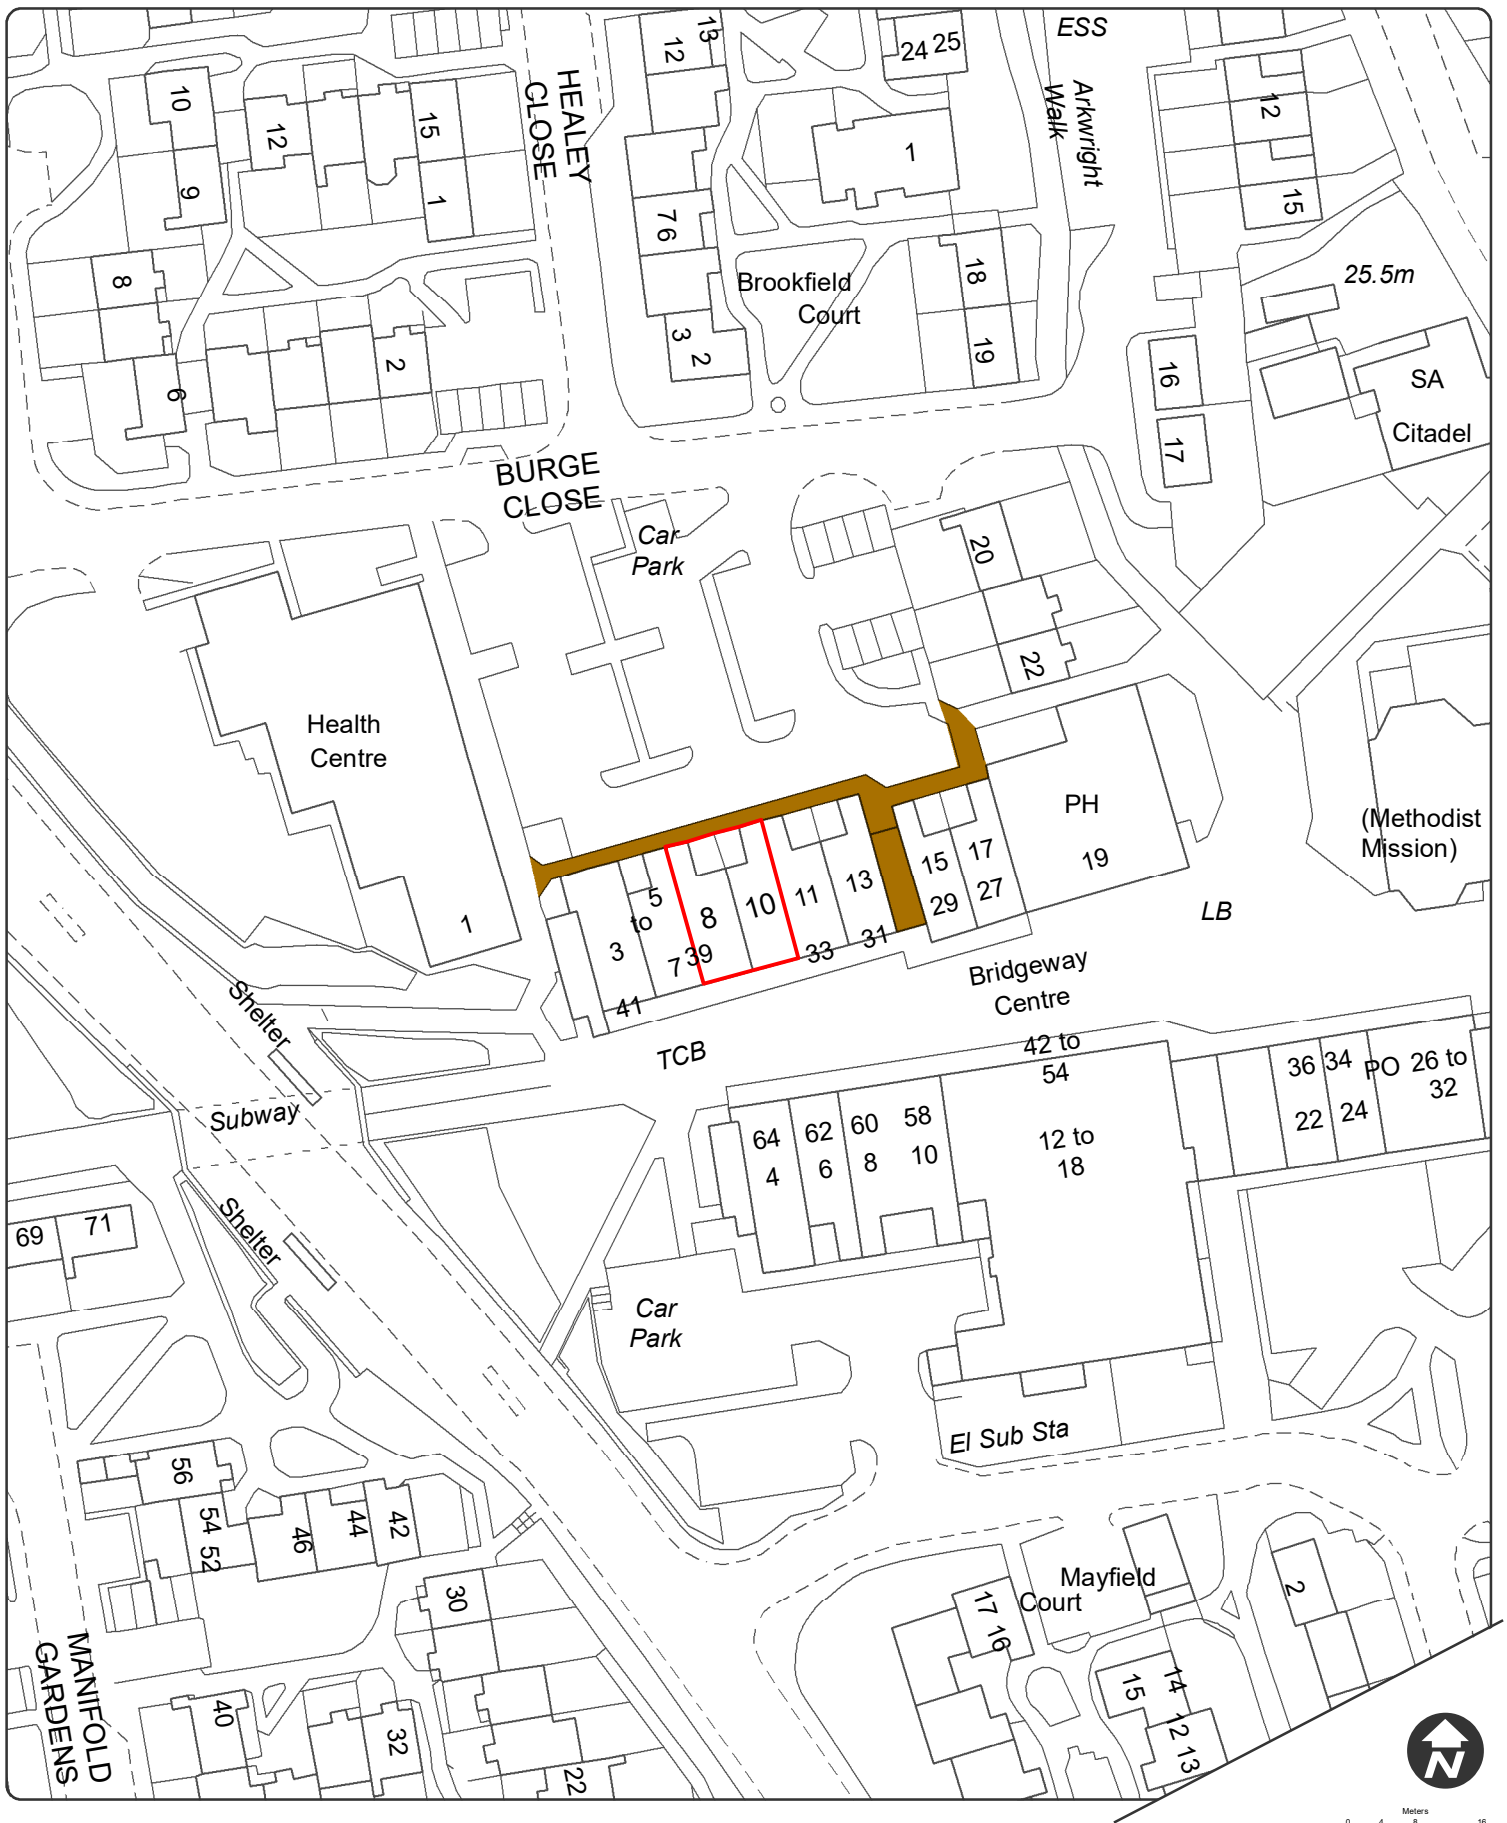 ESS
13
12
24 25
HEALEY
CLOSE
Arkwright
Walk
10
12
15
1
12
9
1
15
7 6
8
Brookfield
Court
18
25.5m
3
2
19
2
6
16
SA
Citadel
17
BURGE
CLOSE
Car
Park
20
22
Health
Centre
PH
19
(Methodist
Mission)
1
5
to
3
7
39
41
8
10
11
13
33
31
15
17
29
27
LB
Bridgeway
Centre
Shelter
TCB
42 to
54
36 34
PO 26 to
32
22 24
Subway
64
62
60
58
4
6
8
10
12 to
18
Shelter
69
71
Car
Park
El Sub Sta
56
54
52
46
44
42
30
Mayfield
Court
17
16
2
MANIFOLD
GARDENS
15
14
12
13
40
32
22
N
Meters
0 4 8 16